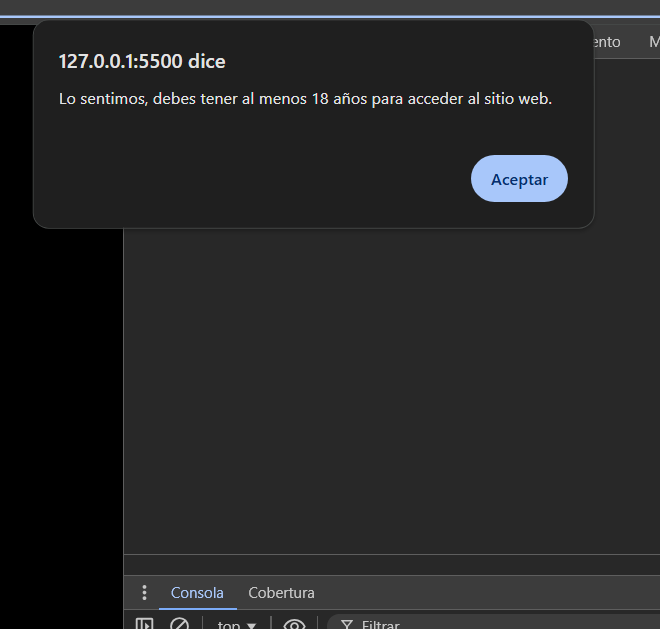 127.0.0.1:5500 dice
Lo sentimos, debes tener al menos 18 años para acceder al sitio web.
Aceptar
ento
M
Consola
Cobertura
top
Filtrar